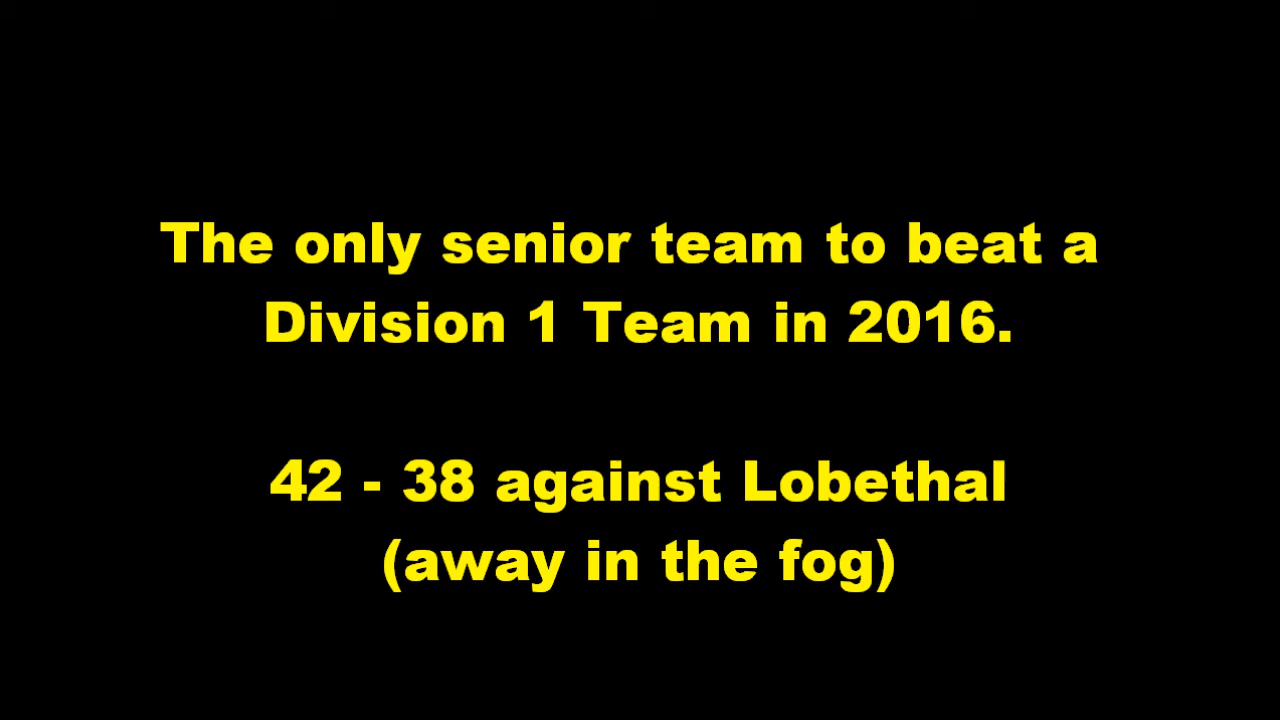 The only senior team to beat a
Division 1 Team in 2016.
42 - 38 against Lobethal
(away in the fog)